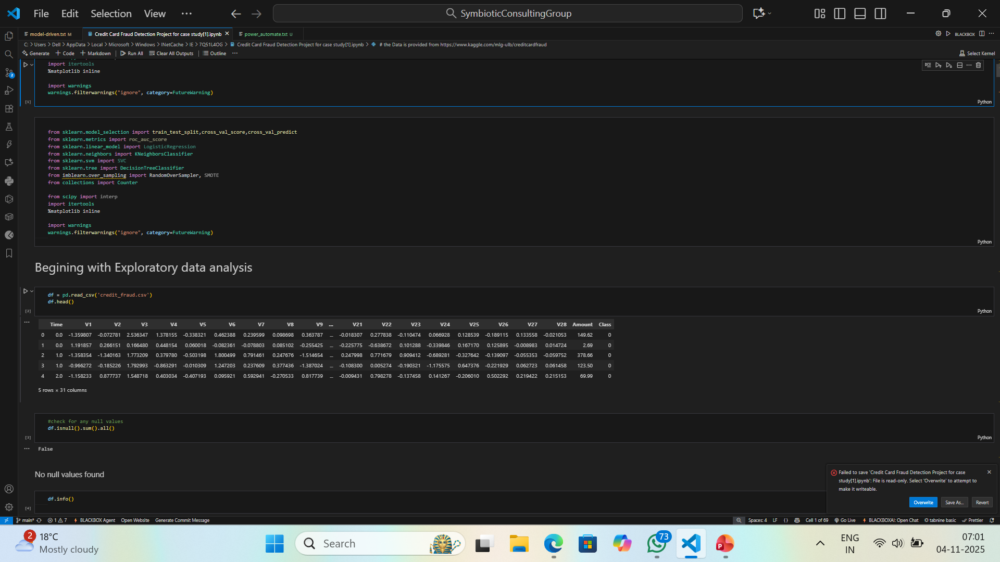 File Edit Selection View ···
SymbioticConsultingGroup
model-driven.txt M
Credit Card Fraud Detection Project for case study[1].ipynb
power_automate.txt U
BLACKBOX
C: > Users > Dell > AppData > Local > Microsoft > Windows > INetCache > IE > 7Q51L4OG > Credit Card Fraud Detection Project for case study[1].ipynb > # the Data is provided from https://www.kaggle.com/mlg-ulb/creditcardfraud
Generate + Code + Markdown | Run All Clear All Outputs | Outline ···
Select Kernel
import itertools
%matplotlib inline
import warnings
warnings.filterwarnings("ignore", category=FutureWarning)
[1]
Python
from sklearn.model_selection import train_test_split,cross_val_score,cross_val_predict
from sklearn.metrics import roc_auc_score
from sklearn.linear_model import LogisticRegression
from sklearn.neighbors import KNeighborsClassifier
from sklearn.svm import SVC
from sklearn.tree import DecisionTreeClassifier
from imblearn.over_sampling import RandomOverSampler, SMOTE
from collections import Counter
from scipy import interp
import itertools
%matplotlib inline
import warnings
warnings.filterwarnings("ignore", category=FutureWarning)
Python
Begining with Exploratory data analysis
df = pd.read_csv('credit_fraud.csv')
df.head()
[2]
Python
Time V1 V2 V3 V4 V5 V6 V7 V8 V9 ... V21 V22 V23 V24 V25 V26 V27 V28 Amount Class
0 0.0 -1.359807 -0.072781 2.536347 1.378155 -0.338321 0.462388 0.239599 0.098698 0.363787 ... -0.018307 0.277838 -0.110474 0.066928 0.128539 -0.189115 0.133558 -0.021053 149.62 0
1 0.0 1.191857 0.266151 0.166480 0.448154 0.060018 -0.082361 -0.078803 0.085102 -0.255425 ... -0.225775 -0.638672 0.101288 -0.339846 0.167170 0.125895 -0.008983 0.014724 2.69 0
2 1.0 -1.358354 -1.340163 1.773209 0.379780 -0.503198 1.800499 0.791461 0.247676 -1.514654 ... 0.247998 0.771679 0.909412 -0.689281 -0.327642 -0.139097 -0.055353 -0.059752 378.66 0
3 1.0 -0.966272 -0.185226 1.792993 -0.863291 -0.010309 1.247203 0.237609 0.377436 -1.387024 ... -0.108300 0.005274 -0.190321 -1.175575 0.647376 -0.221929 0.062723 0.061458 123.50 0
4 2.0 -1.158233 0.877737 1.548718 0.403034 -0.407193 0.095921 0.592941 -0.270533 0.817739 ... -0.009431 0.798278 -0.137458 0.141267 -0.206010 0.502292 0.219422 0.215153 69.99 0
5 rows × 31 columns
#check for any null values
df.isnull().sum().all()
[3]
Python
False
No null values found
df.info()
[4]
Failed to save 'Credit Card Fraud Detection Project for case
study[1].ipynb': File is read-only. Select 'Overwrite' to attempt to
make it writeable.
Overwrite Save As... Revert
2
main* 1 7 BLACKBOX Agent Open Website Generate Commit Message
Spaces: 4 LF {} Cell 1 of 69 Go Live BLACKBOXAI: Open Chat tabnine basic Prettier
2
18°C
Mostly cloudy
Search
73
ENG
IN
07:01
04-11-2025